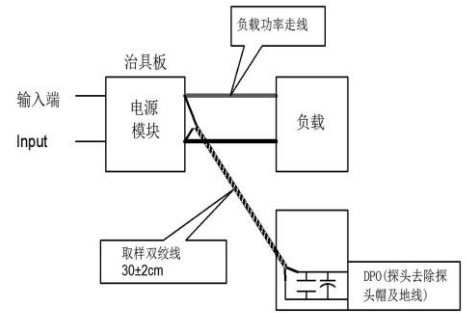 负载功率走线
治具板
输入端
Input
电源
模块
负载
取样双绞线
30±2cm
DPO(探头去除探
头帽及地线)